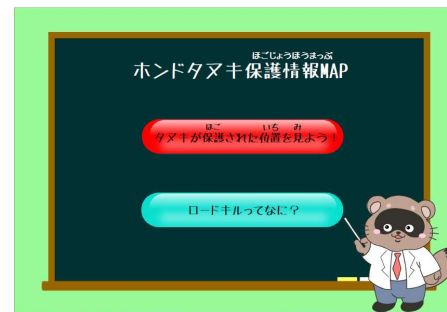 ほごじょうほうまっぷ
ホンドタヌキ保護情報MAP
ほご いち み
タヌキが保護された位置を見よう！
ロードキルってなに？